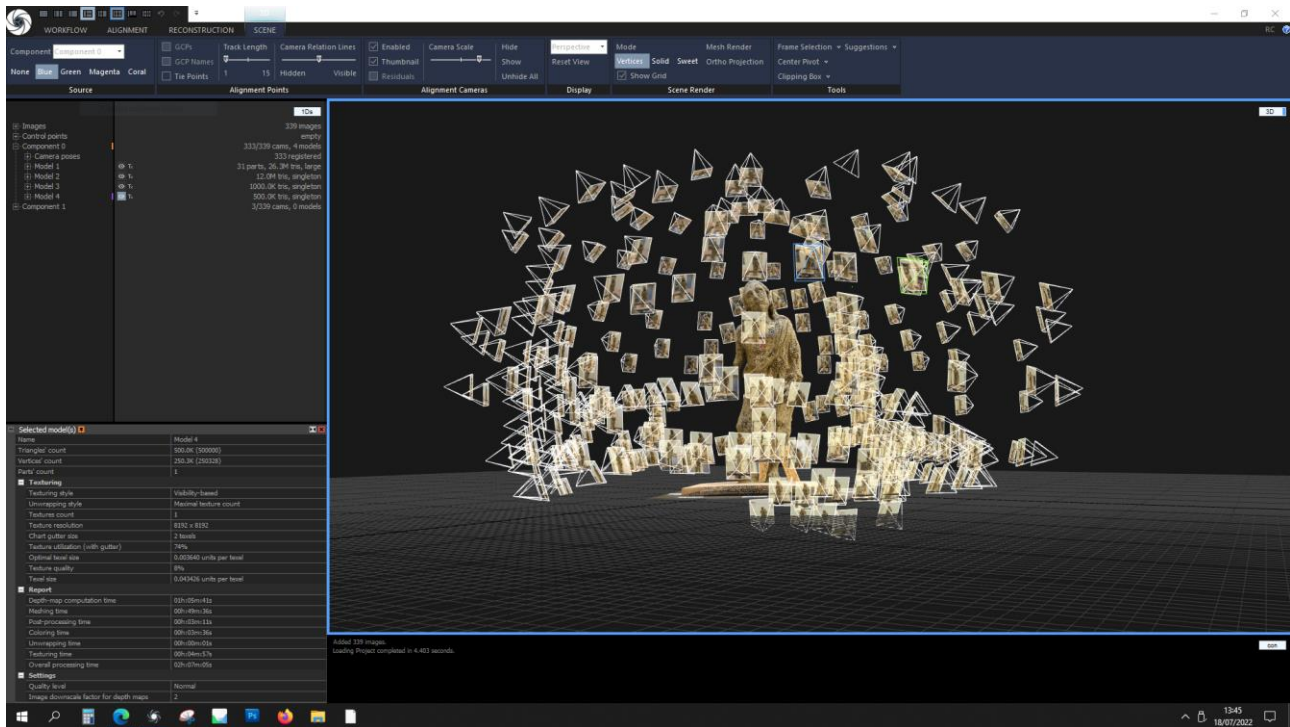 WORKFLOW ALIGNMENT RECONSTRUCTION SCENE
RC
Component Component 0
GCPs
Track Length
Camera Relation Lines
Enabled
Camera Scale
Hide
Perspective
Mode
Mesh Render
Frame Selection
Suggestions
GCP Names
Thumbnail
Show
Reset View
Vertices Solid Sweet
Ortho Projection
Center Pivot
None Blue Green Magenta Coral
Tie Points
1 15
Hidden Visible
Residuals
Unhide All
Show Grid
Clipping Box
Source
Alignment Points
Alignment Cameras
Display
Scene Render
Tools
1Ds
3D
Images 339 images
Control points empty
Component 0 333/339 cams, 4 models
Camera poses 333 registered
Model 1 31 parts, 26.3M tris, large
Model 2 12.0M tris, singleton
Model 3 1000.0K tris, singleton
Model 4 500.0K tris, singleton
Component 1 3/339 cams, 0 models
Selected model(s)
Name Model 4
Triangles' count 500.0K (500000)
Vertices' count 250.3K (250328)
Parts' count 1
Texturing
Texturing style Visibility-based
Unwrapping style Maximal texture count
Textures count 1
Texture resolution 8192 x 8192
Chart gutter size 2 texels
Texture utilization (with gutter) 74%
Optimal texel size 0.003640 units per texel
Texture quality 8%
Texel size 0.043426 units per texel
Report
Depth-map computation time 01h:05m:41s
Meshing time 00h:49m:36s
Post-processing time 00h:03m:11s
Coloring time 00h:03m:36s
Unwrapping time 00h:00m:01s
Texturing time 00h:04m:57s
Overall processing time 02h:07m:05s
Settings
Quality level Normal
Image downscale factor for depth maps 2
Added 339 images.
Loading Project completed in 4.403 seconds.
con
Ps
13:45
18/07/2022